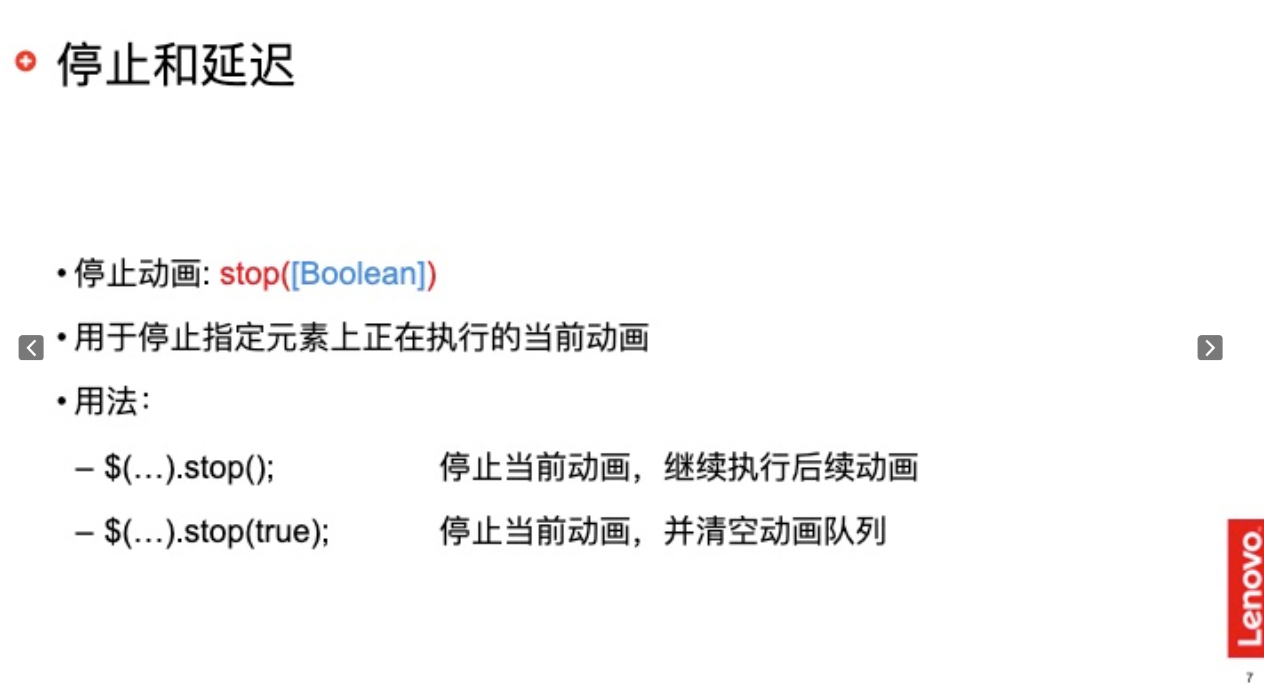 停止和延迟
• 停止动画: stop([Boolean])
• 用于停止指定元素上正在执行的当前动画
• 用法：
– $(…).stop(); 停止当前动画，继续执行后续动画
– $(…).stop(true); 停止当前动画，并清空动画队列
Lenovo
7